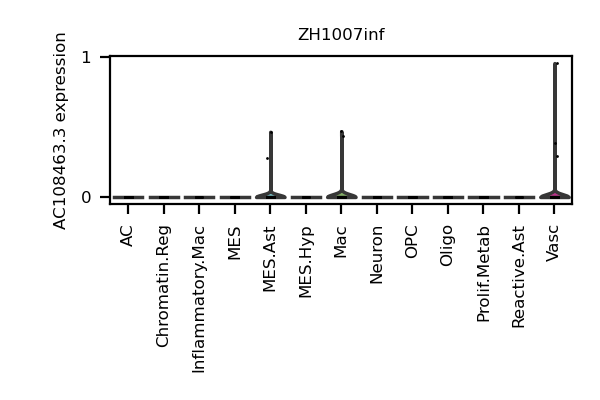 ZH1007inf
AC108463.3 expression
1
0
AC
Chromatin.Reg
Inflammatory.Mac
MES
MES.Ast
MES.Hyp
Mac
Neuron
OPC
Oligo
Prolif.Metab
Reactive.Ast
Vasc